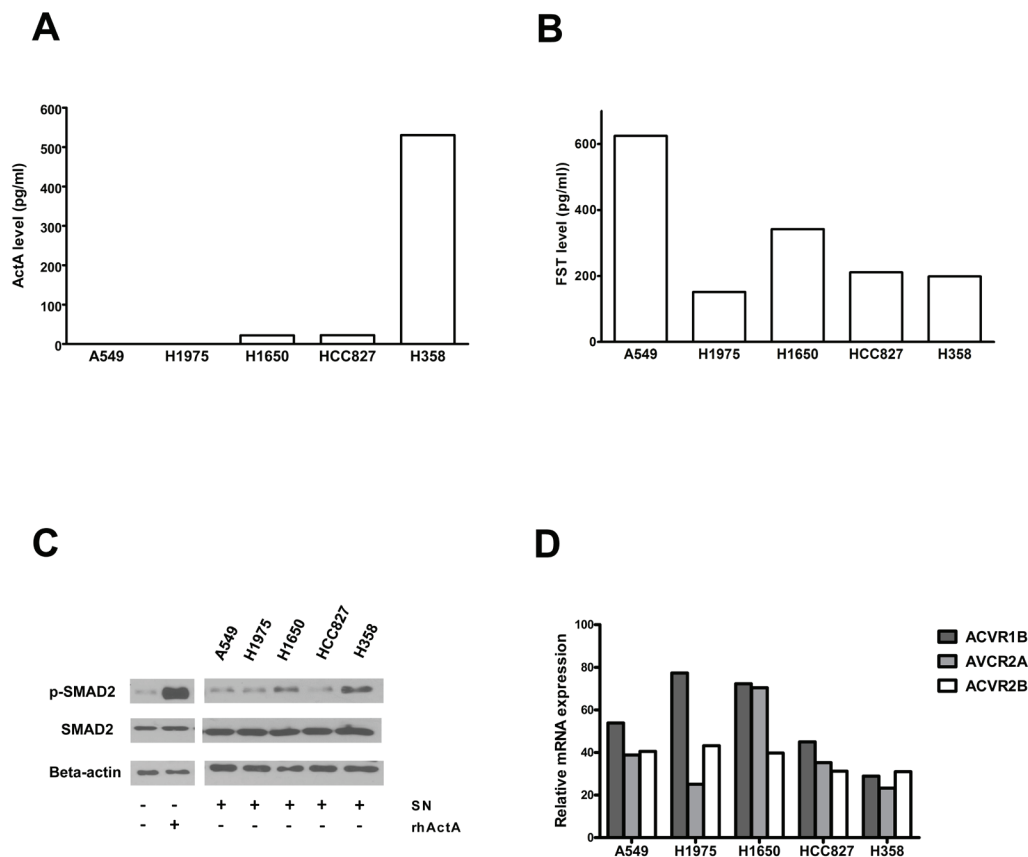 A
B
ActA level (pg/ml)
600
500
400
300
200
100
0
A549 H1975 H1650 HCC827 H358
FST level (pg/ml))
600
400
200
0
A549 H1975 H1650 HCC827 H358
C
D
A549 H1975 H1650 HCC827 H358
p-SMAD2
SMAD2
Beta-actin
- - + + + + + SN
- + rhActA
Relative mRNA expression
100
80
60
40
20
0
A549 H1975 H1650 HCC827 H358
ACVR1B
AVCR2A
ACVR2B